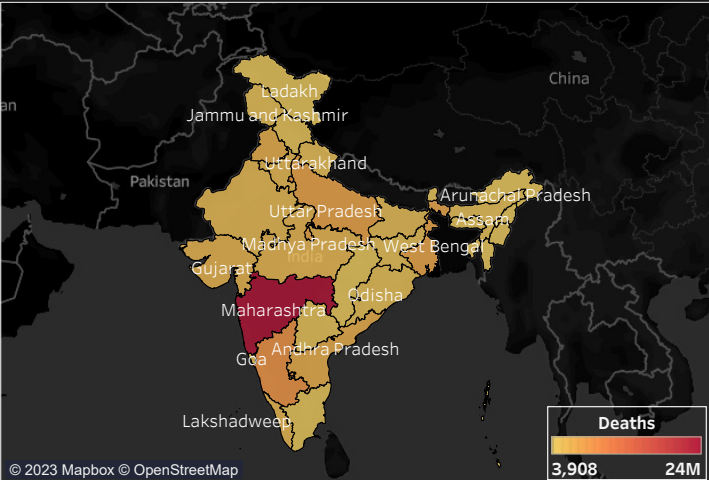 Ladakh
China
an
Jammu and Kashmir
Uttarakhand
Pakistan
Arunachal Pradesh
Uttar Pradesh
Assam
Madhya Pradesh
West Bengal
India
Gujarat
Odisha
Maharashtra
Andhra Pradesh
Goa
Lakshadweep
Deaths
3,908 24M
© 2023 Mapbox © OpenStreetMap